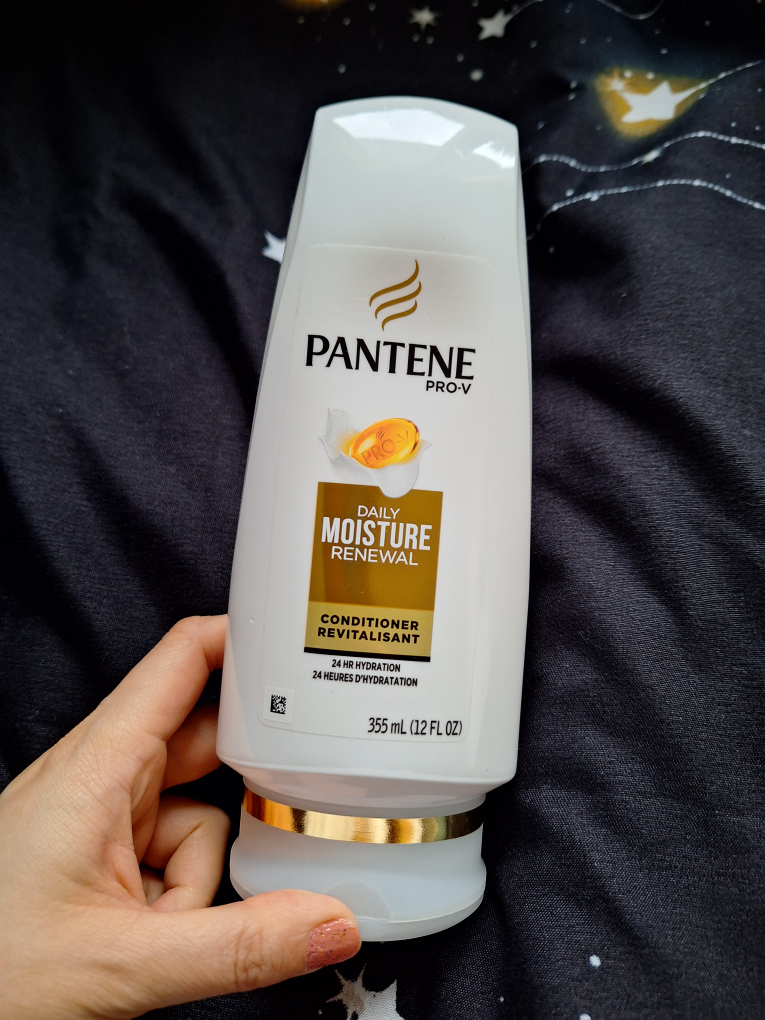 PANTENE
PRO-V
PRO-V
DAILY
MOISTURE
RENEWAL
CONDITIONER
REVITALISANT
24 HR HYDRATION
24 HEURES D'HYDRATATION
355 mL (12 FL OZ)